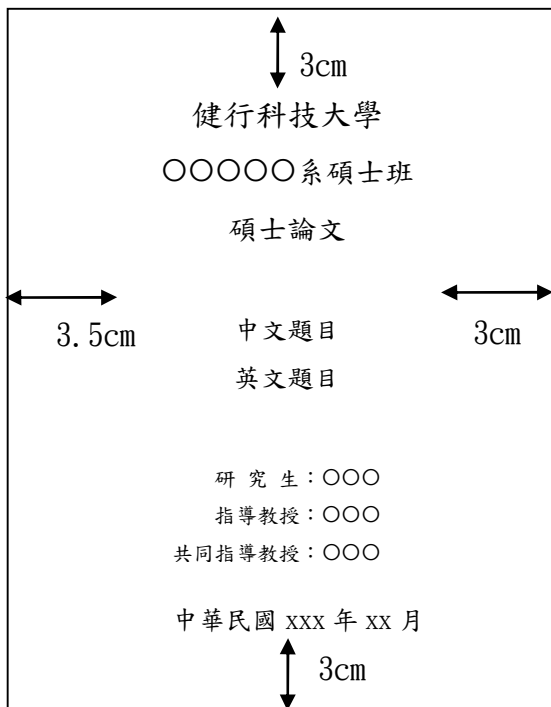 3cm
健行科技大學
○○○○○系碩士班
碩士論文
3.5cm
3cm
中文題目
英文題目
研 究 生：○○○
指導教授：○○○
共同指導教授：○○○
中華民國 xxx 年 xx 月
3cm